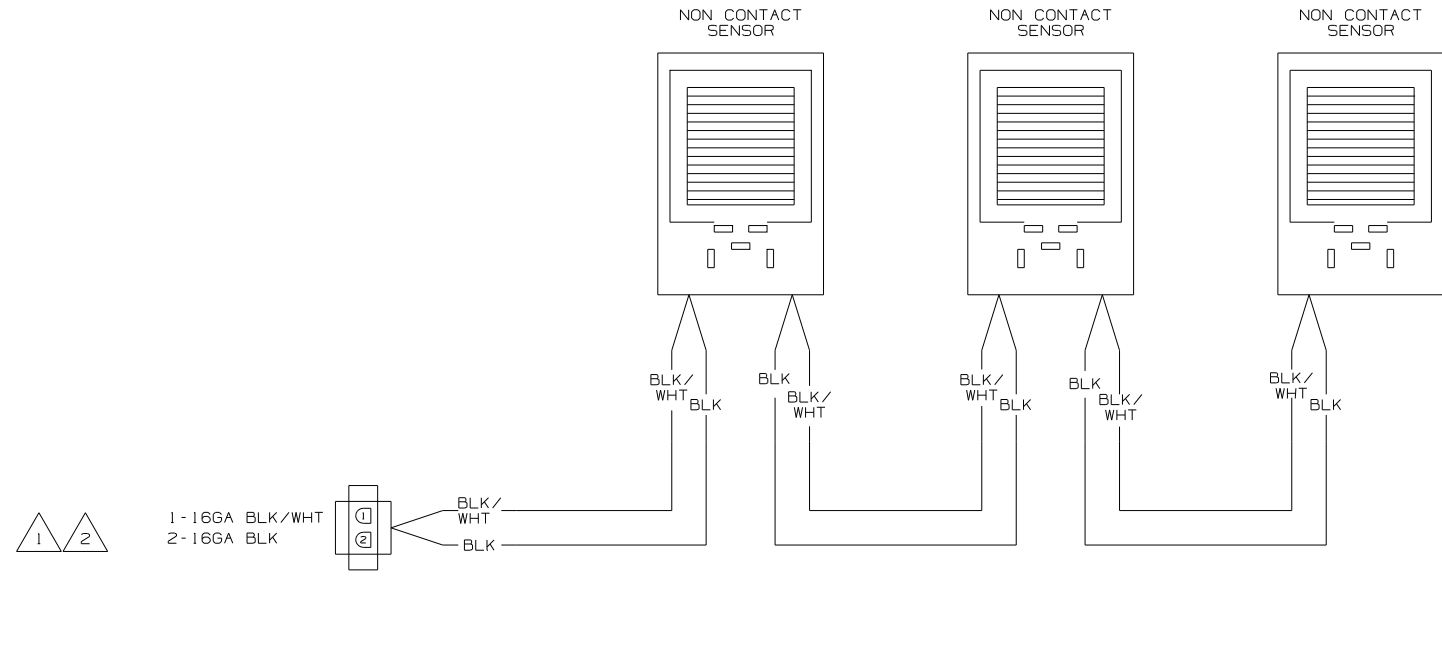 NON CONTACT
SENSOR
NON CONTACT
SENSOR
NON CONTACT
SENSOR
BLK/
WHT
BLK
BLK
BLK/
WHT
BLK/
WHT
BLK
BLK
BLK/
WHT
BLK/
WHT
BLK
1
2
1-16GA BLK/WHT
2-16GA BLK
1
2
BLK/
WHT
BLK